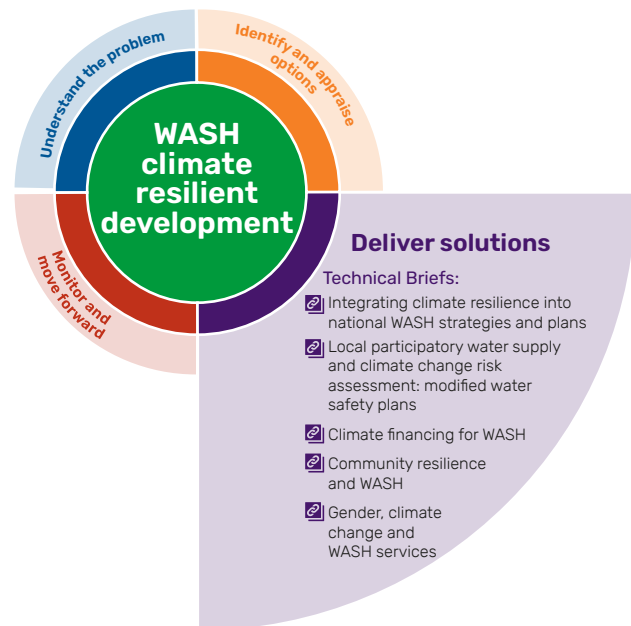 Understand the problem
Identify and appraise
options
WASH
climate
resilient
development
Monitor and
move forward
Deliver solutions
Technical Briefs:
Integrating climate resilience into
national WASH strategies and plans
Local participatory water supply
and climate change risk
assessment: modified water
safety plans
Climate financing for WASH
Community resilience
and WASH
Gender, climate
change and
WASH services